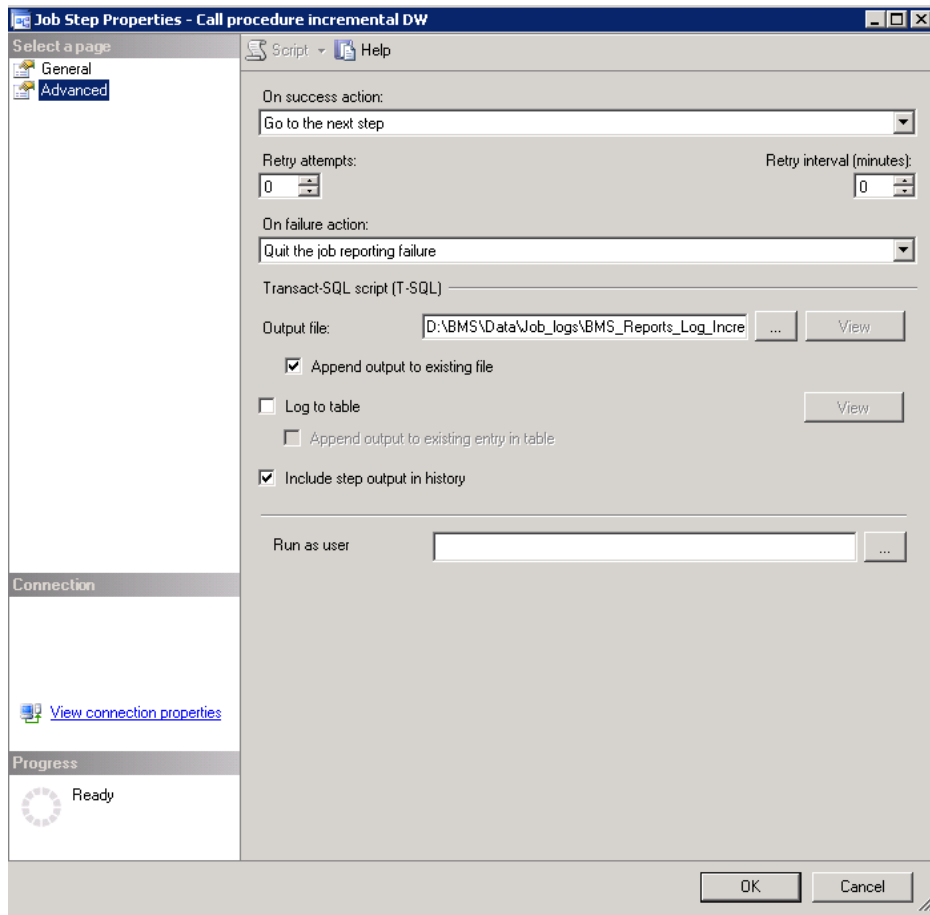 Job Step Properties - Call procedure incremental DW
Select a page
General
Advanced
Script
Help
On success action:
Go to the next step
Retry attempts:
Retry interval (minutes):
0
0
On failure action:
Quit the job reporting failure
Transact-SQL script (T-SQL)
Output file:
D:\BMS\Data\Job_logs\BMS_Reports_Log_Incre
...
View
Append output to existing file
Log to table
View
Append output to existing entry in table
Include step output in history
Run as user
...
Connection
View connection properties
Progress
Ready
OK
Cancel